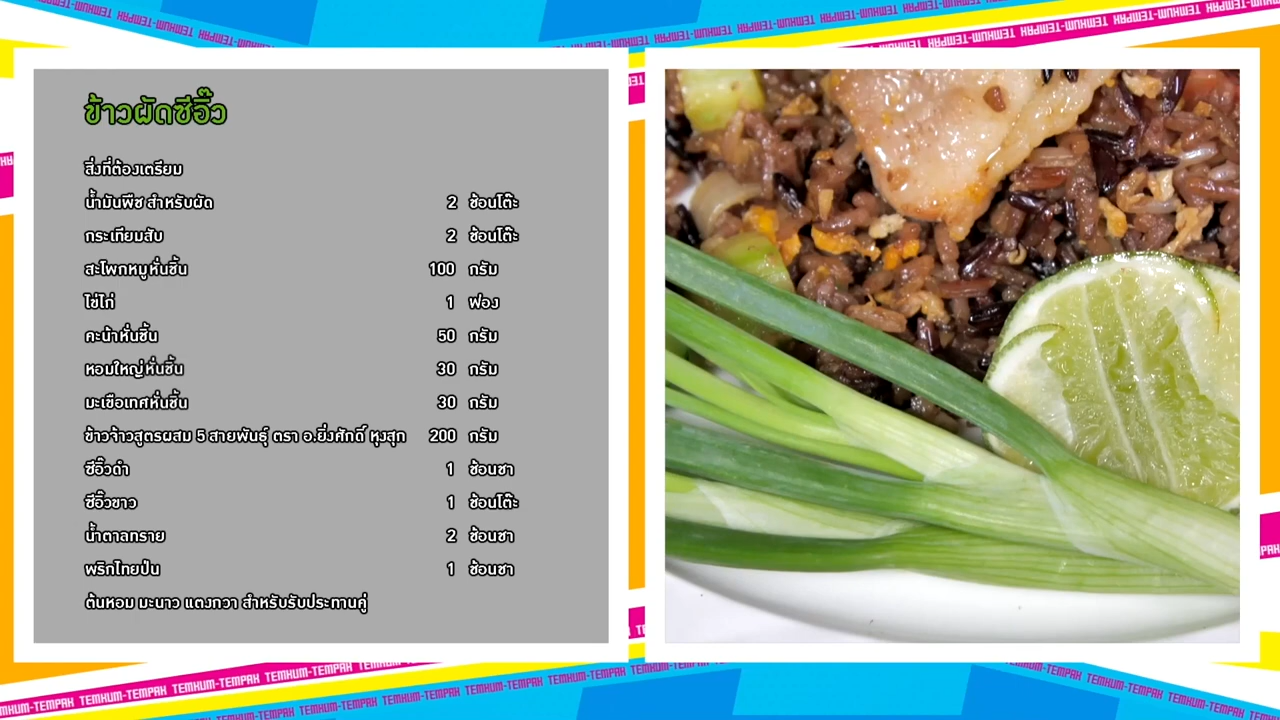 ข้าวผัดซีอิ๊ว
สิ่งที่ต้องเตรียม
น้ำมันพืช สำหรับผัด 2 ช้อนโต๊ะ
กระเทียมสับ 2 ช้อนโต๊ะ
สะโพกหมูหั่นชิ้น 100 กรัม
ไข่ไก่ 1 ฟอง
คะน้าหั่นชิ้น 50 กรัม
หอมใหญ่หั่นชิ้น 30 กรัม
มะเขือเทศหั่นชิ้น 30 กรัม
ข้าวจ้าวสูตรผสม 5 สายพันธุ์ ตรา อ.ยิ่งศักดิ์ หุงสุก 200 กรัม
ซีอิ๊วดำ 1 ช้อนชา
ซีอิ๊วขาว 1 ช้อนโต๊ะ
น้ำตาลทราย 2 ช้อนชา
พริกไทยป่น 1 ช้อนชา
ต้นหอม มะนาว แตงกวา สำหรับรับประทานคู่
TEMHUM-TEMPAK TEMHUM-TEMPAK TEMHUM-TEMPAK TEMHUM-TEMPAK